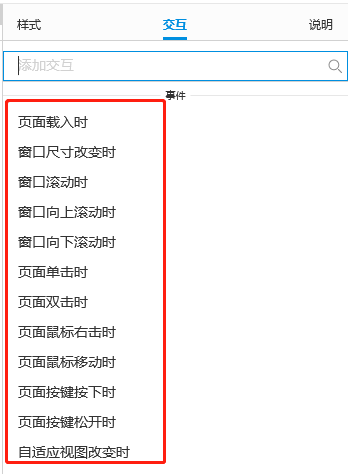 样式 交互 说明
添加交互
事件
页面载入时
窗口尺寸改变时
窗口滚动时
窗口向上滚动时
窗口向下滚动时
页面单击时
页面双击时
页面鼠标右击时
页面鼠标移动时
页面按键按下时
页面按键松开时
自适应视图改变时